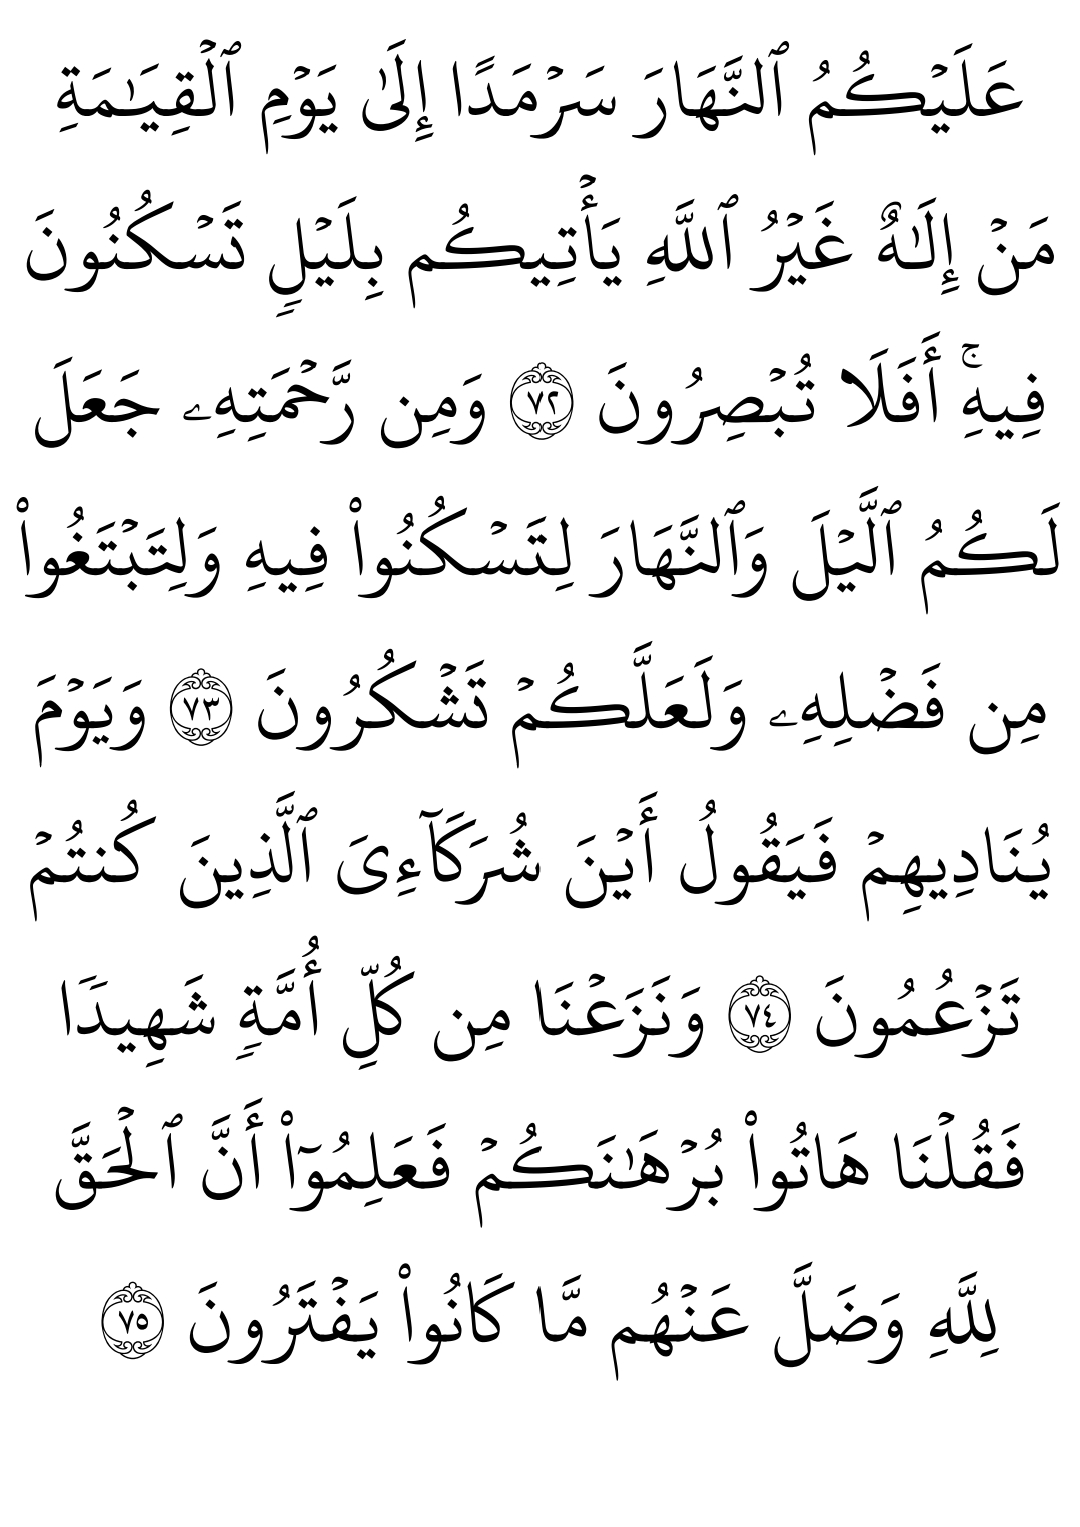 عَلَيۡكُمُ ٱلنَّهَارَ سَرۡمَدًا إِلَىٰ يَوۡمِ ٱلۡقِيَٰمَةِ
مَنۡ إِلَٰهٌ غَيۡرُ ٱللَّهِ يَأۡتِيكُم بِلَيۡلٖ تَسۡكُنُونَ
فِيهِۚ أَفَلَا تُبۡصِرُونَ ٧٢ وَمِن رَّحۡمَتِهِۦ جَعَلَ
لَكُمُ ٱلَّيۡلَ وَٱلنَّهَارَ لِتَسۡكُنُواْ فِيهِ وَلِتَبۡتَغُواْ
مِن فَضۡلِهِۦ وَلَعَلَّكُمۡ تَشۡكُرُونَ ٧٣ وَيَوۡمَ
يُنَادِيهِمۡ فَيَقُولُ أَيۡنَ شُرَكَآءِيَ ٱلَّذِينَ كُنتُمۡ
تَزۡعُمُونَ ٧٤ وَنَزَعۡنَا مِن كُلِّ أُمَّةٖ شَهِيدٗا
فَقُلۡنَا هَاتُواْ بُرۡهَٰنَكُمۡ فَعَلِمُوٓاْ أَنَّ ٱلۡحَقَّ
لِلَّهِ وَضَلَّ عَنۡهُم مَّا كَانُواْ يَفۡتَرُونَ ٧٥